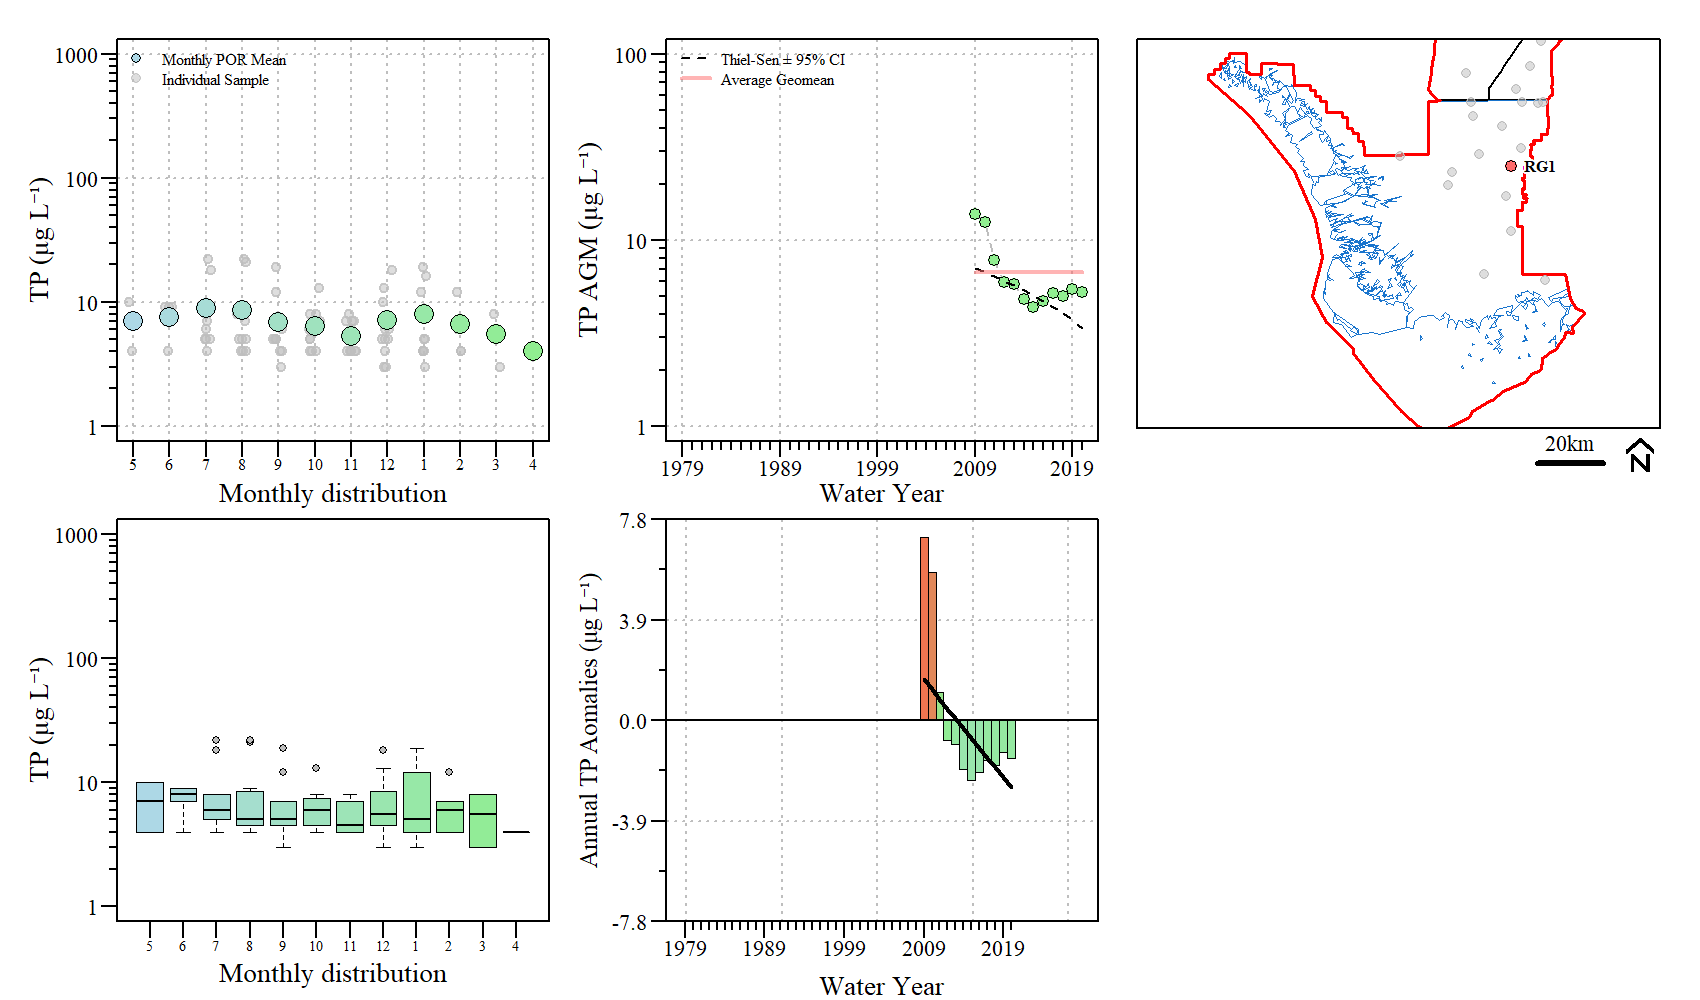 1000
100
10
1
TP (µg L⁻¹)
Monthly POR Mean
Individual Sample
5 6 7 8 9 10 11 12 1 2 3 4
Monthly distribution
100
10
1
TP AGM (µg L⁻¹)
Thiel-Sen ± 95% CI
Average Geomean
1979 1989 1999 2009 2019
Water Year
RG1
20km
N
1000
100
10
1
TP (µg L⁻¹)
5 6 7 8 9 10 11 12 1 2 3 4
Monthly distribution
7.8
3.9
0.0
-3.9
-7.8
Annual TP Aomalies (µg L⁻¹)
1979 1989 1999 2009 2019
Water Year